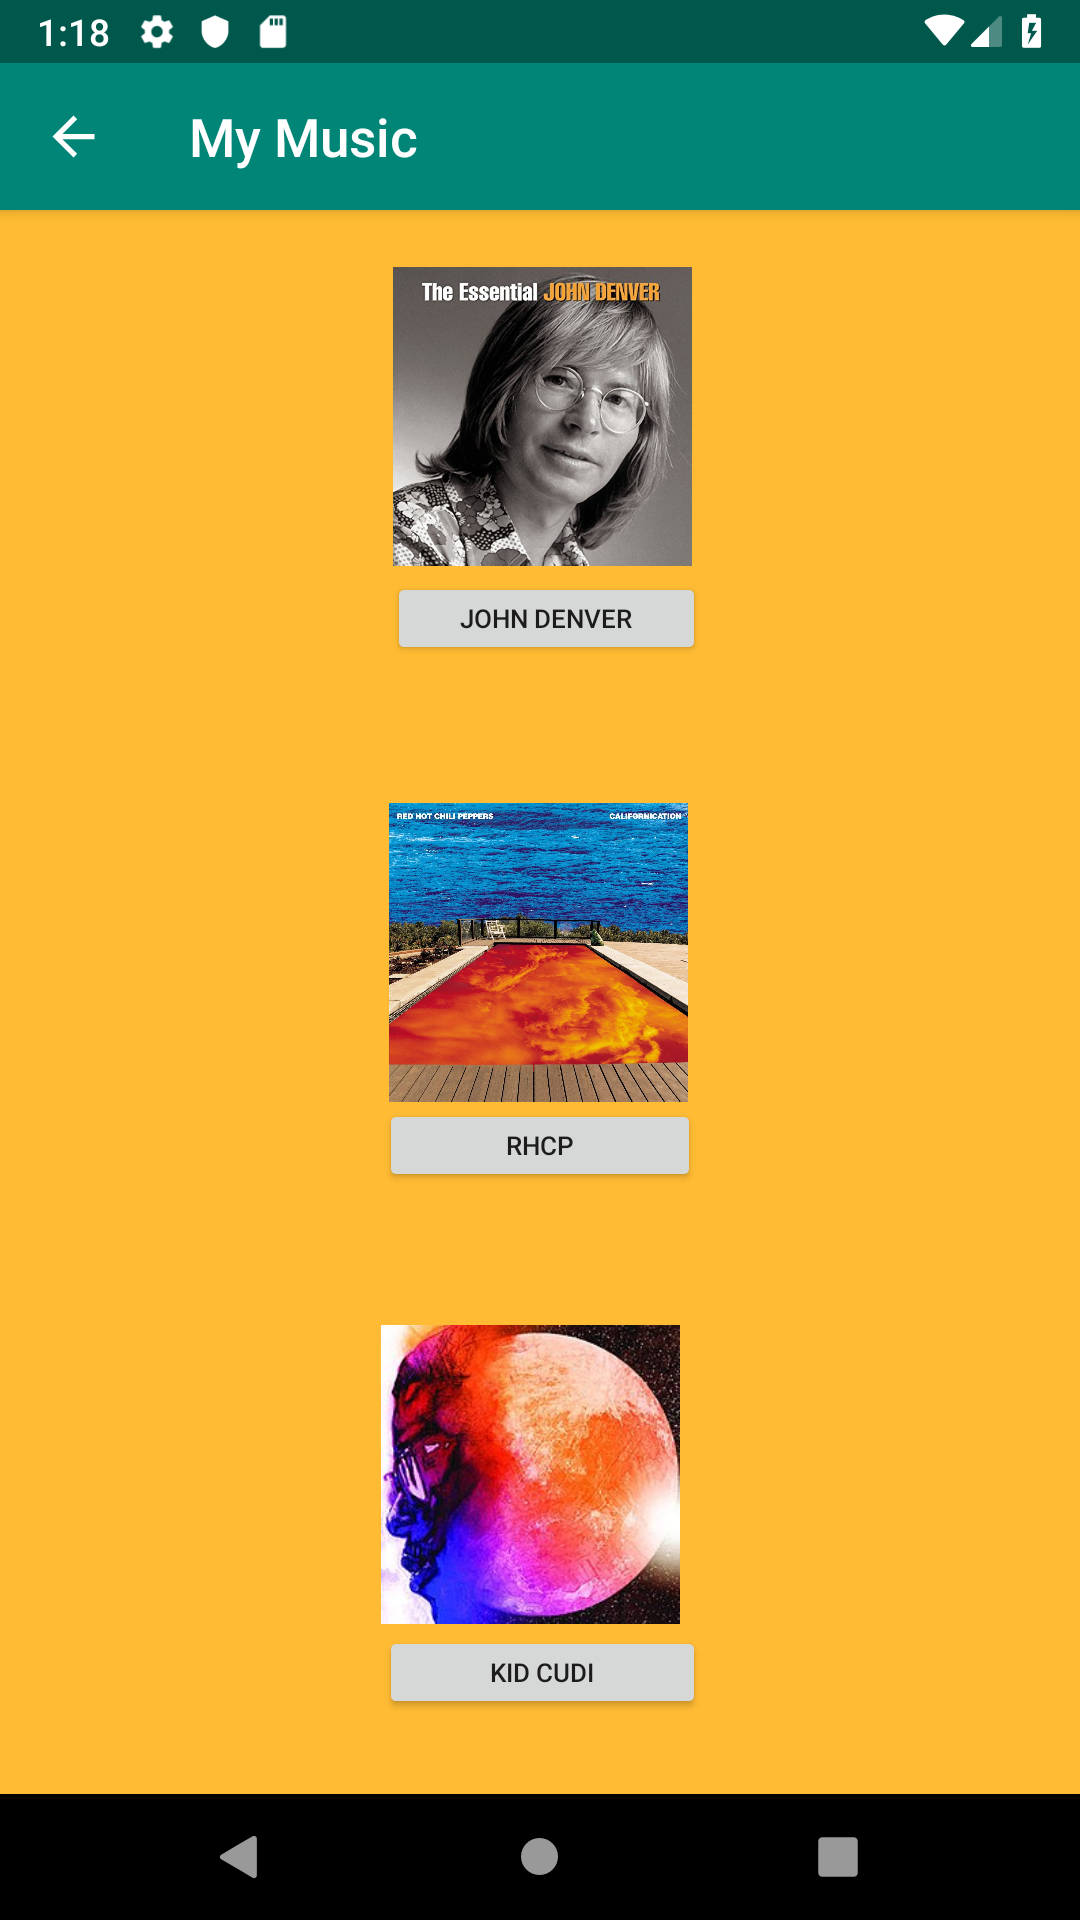 1:18
My Music
The Essential JOHN DENVER
JOHN DENVER
RED HOT CHILI PEPPERS CALIFORNICATION
RHCP
KID CUDI